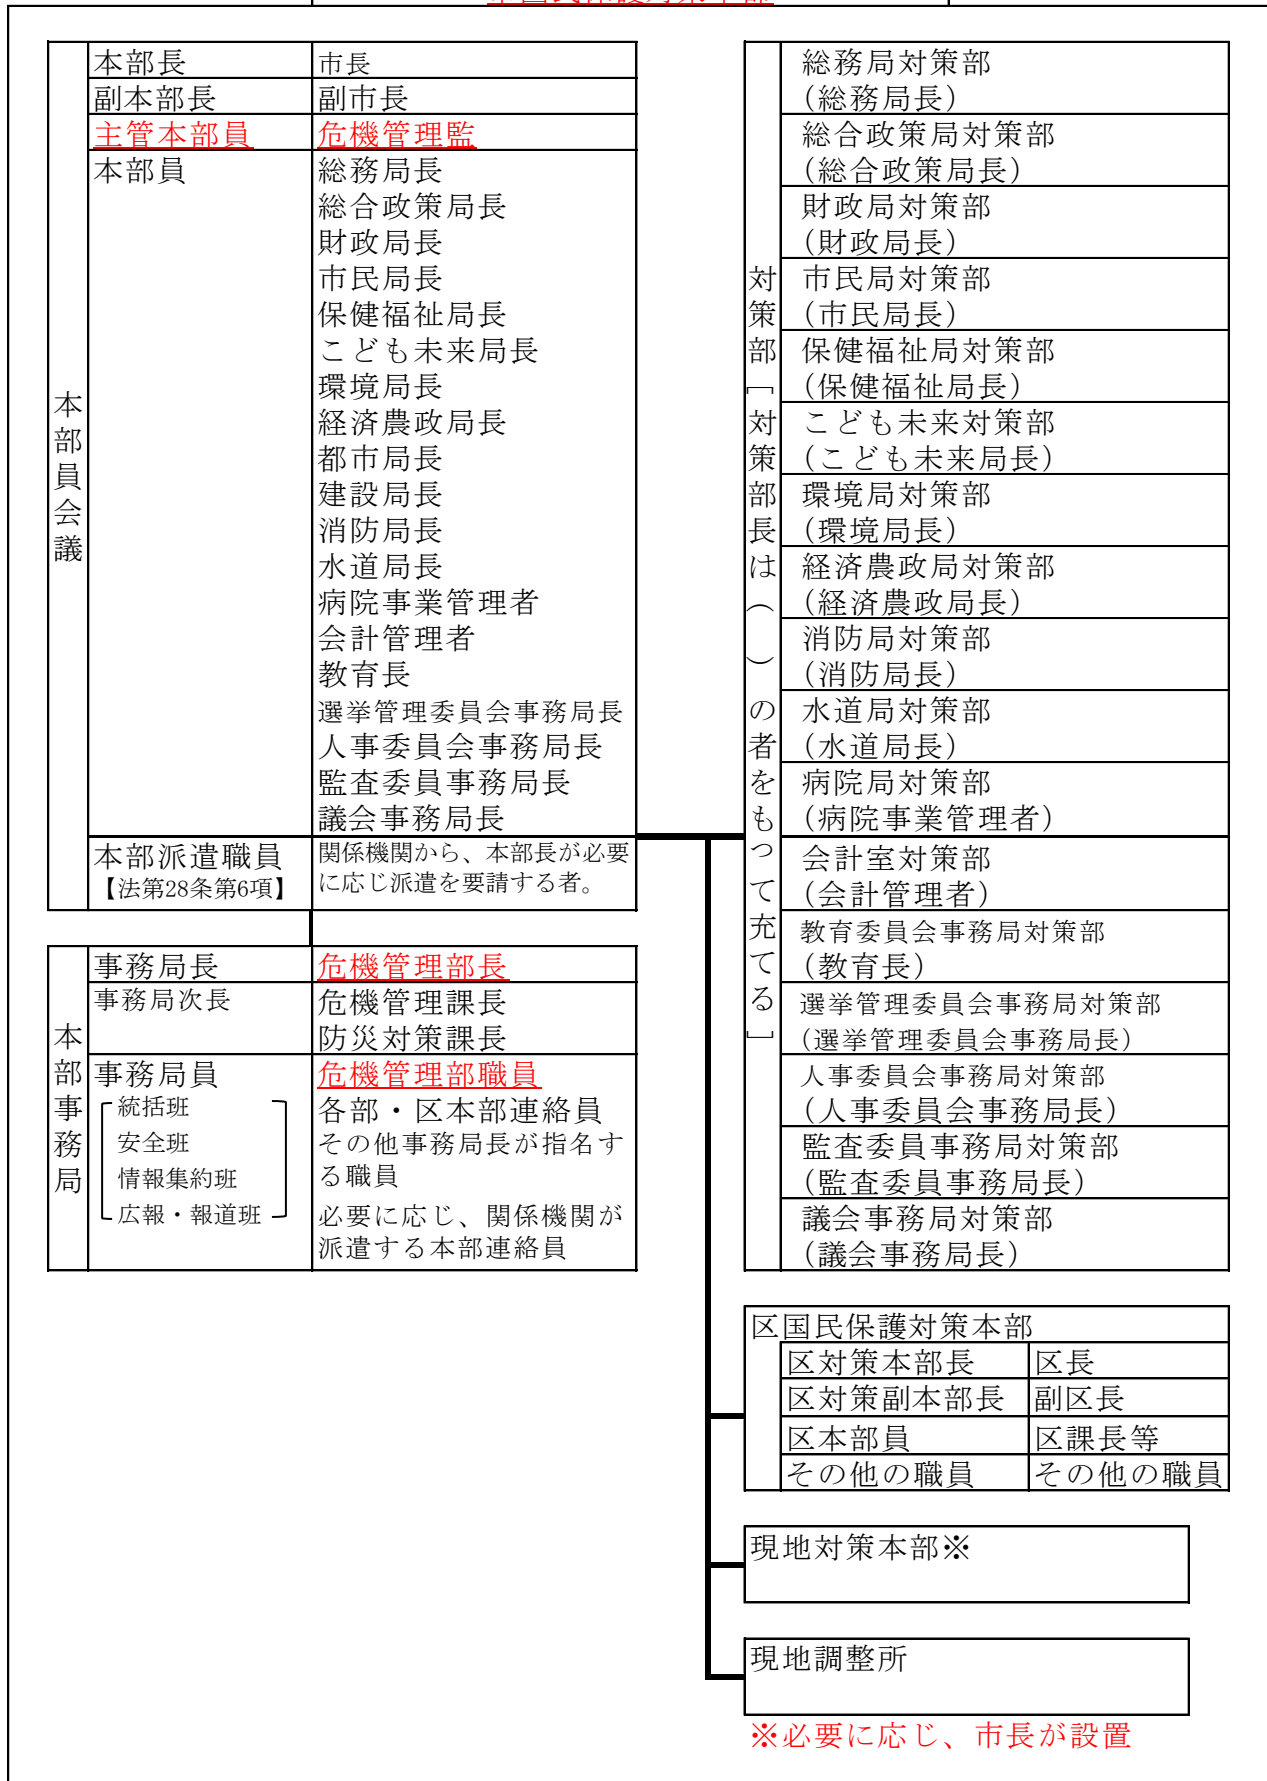 本部員会議
本部長 市長
副本部長 副市長
主管本部員 危機管理監
本部員 総務局長
総合政策局長
財政局長
市民局長
保健福祉局長
こども未来局長
環境局長
経済農政局長
都市局長
建設局長
消防局長
水道局長
病院事業管理者
会計管理者
教育長
選挙管理委員会事務局長
人事委員会事務局長
監査委員事務局長
議会事務局長
本部派遣職員 関係機関から、本部長が必要
【法第28条第6項】 に応じ派遣を要請する者。
本部事務局
事務局長 危機管理部長
事務局次長 危機管理課長
防災対策課長
事務局員 危機管理部職員
統括班 各部・区本部連絡員
安全班 その他事務局長が指名す
情報集約班 る職員
広報・報道班 必要に応じ、関係機関が
派遣する本部連絡員
対策部［対策部長は（ ）の者をもって充てる］
総務局対策部
（総務局長）
総合政策局対策部
（総合政策局長）
財政局対策部
（財政局長）
市民局対策部
（市民局長）
保健福祉局対策部
（保健福祉局長）
こども未来対策部
（こども未来局長）
環境局対策部
（環境局長）
経済農政局対策部
（経済農政局長）
消防局対策部
（消防局長）
水道局対策部
（水道局長）
病院局対策部
（病院事業管理者）
会計室対策部
（会計管理者）
教育委員会事務局対策部
（教育長）
選挙管理委員会事務局対策部
（選挙管理委員会事務局長）
人事委員会事務局対策部
（人事委員会事務局長）
監査委員事務局対策部
（監査委員事務局長）
議会事務局対策部
（議会事務局長）
区国民保護対策本部
区対策本部長 区長
区対策副本部長 副区長
区本部員 区課長等
その他の職員 その他の職員
現地対策本部※
現地調整所
※必要に応じ、市長が設置